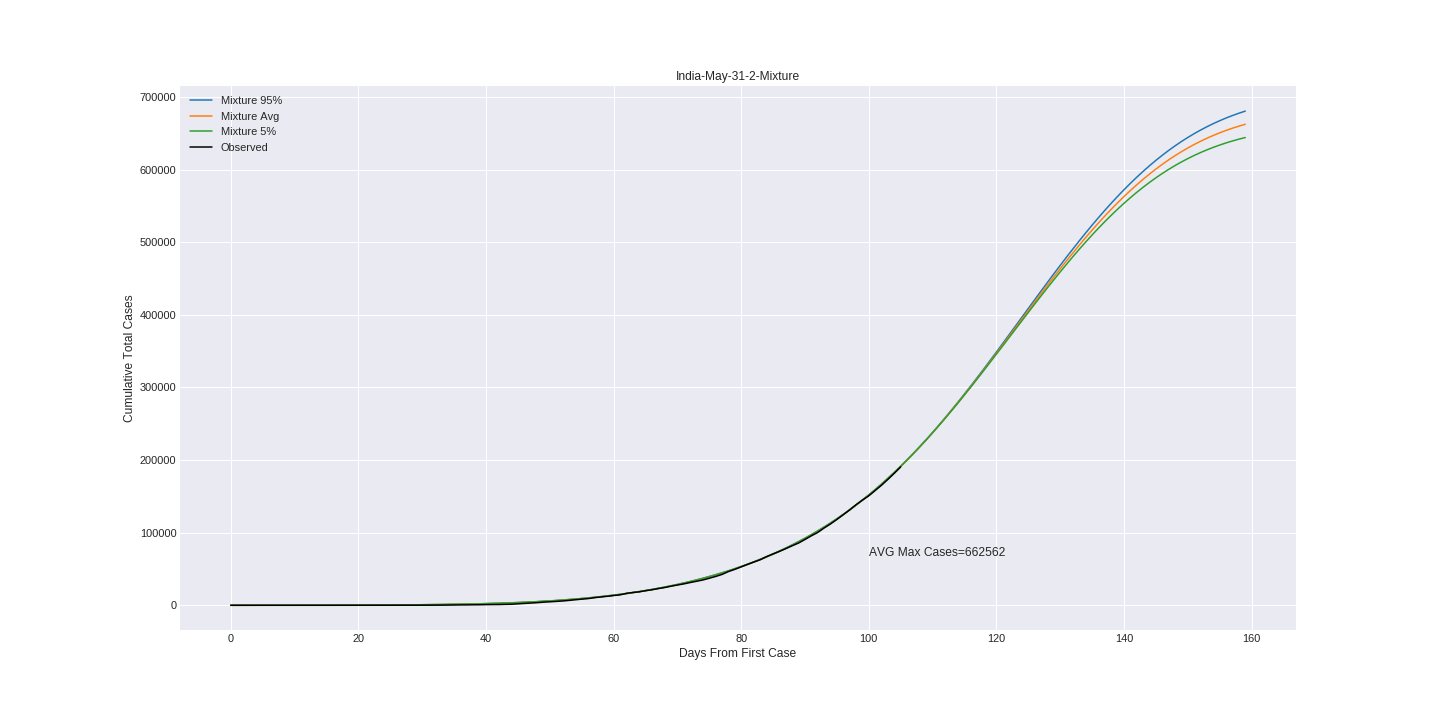 India-May-31-2-Mixture
Mixture 95%
Mixture Avg
Mixture 5%
Observed
700000
600000
500000
400000
300000
200000
100000
0
Cumulative Total Cases
AVG Max Cases=662562
0 20 40 60 80 100 120 140 160
Days From First Case